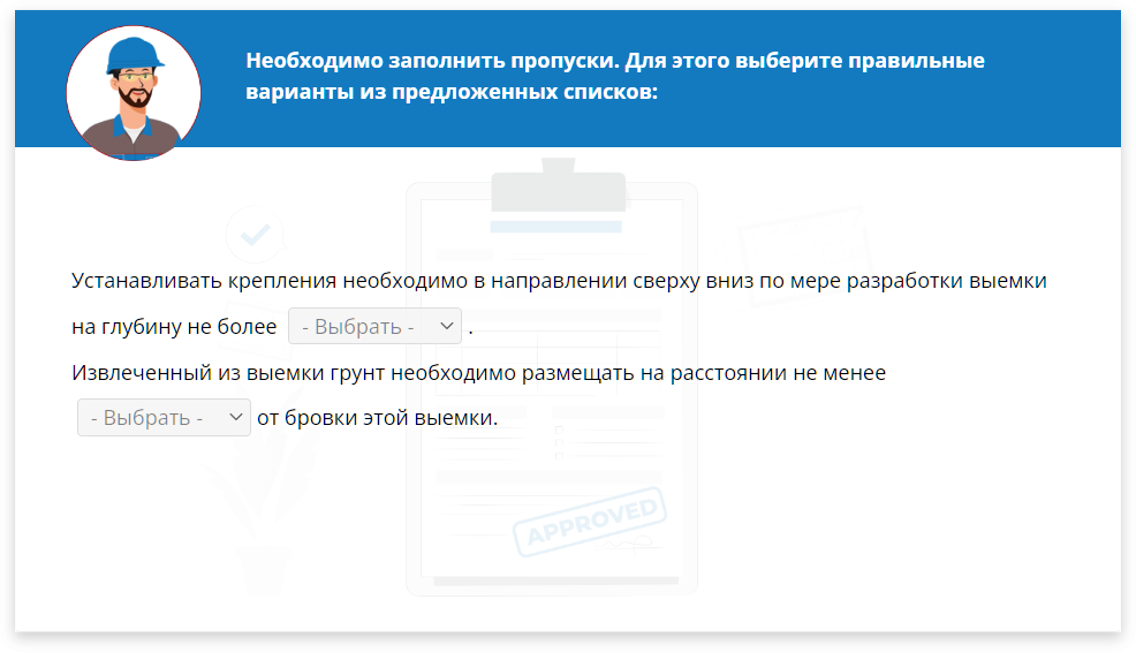 Необходимо заполнить пропуски. Для этого выберите правильные
варианты из предложенных списков:
Устанавливать крепления необходимо в направлении сверху вниз по мере разработки выемки
на глубину не более - Выбрать - .
Извлеченный из выемки грунт необходимо размещать на расстоянии не менее
- Выбрать - от бровки этой выемки.
APPROVED